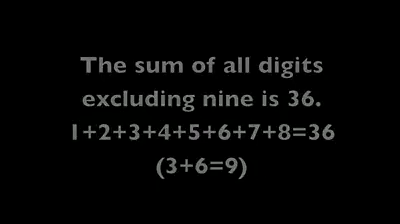 The sum of all digits
excluding nine is 36.
1+2+3+4+5+6+7+8=36
(3+6=9)